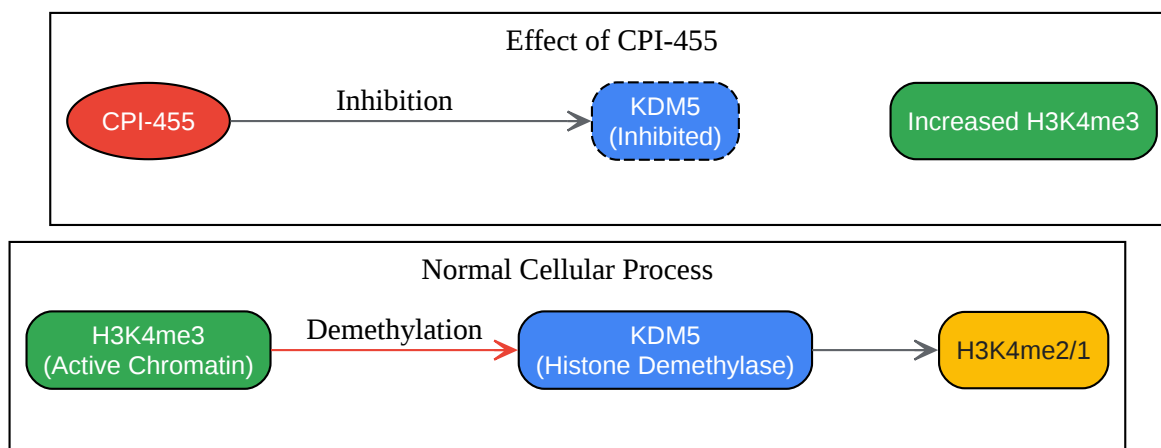 Effect of CPI-455
CPI-455
Inhibition
KDM5
(Inhibited)
Increased H3K4me3
Normal Cellular Process
H3K4me3
(Active Chromatin)
Demethylation
KDM5
(Histone Demethylase)
H3K4me2/1